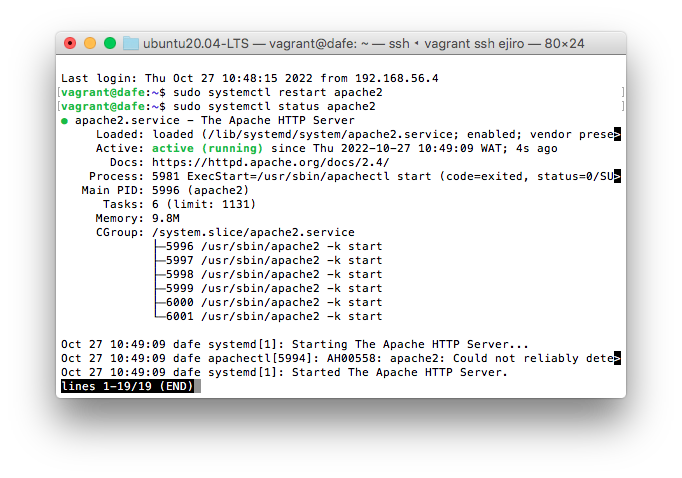 ubuntu20.04-LTS — vagrant@dafe: ~ — ssh ◂ vagrant ssh ejiro — 80×24
Last login: Thu Oct 27 10:48:15 2022 from 192.168.56.4
[vagrant@dafe:~$ sudo systemctl restart apache2 ]
[vagrant@dafe:~$ sudo systemctl status apache2 ]
● apache2.service - The Apache HTTP Server
Loaded: loaded (/lib/systemd/system/apache2.service; enabled; vendor prese>
Active: active (running) since Thu 2022-10-27 10:49:09 WAT; 4s ago
Docs: https://httpd.apache.org/docs/2.4/
Process: 5981 ExecStart=/usr/sbin/apachectl start (code=exited, status=0/SU>
Main PID: 5996 (apache2)
Tasks: 6 (limit: 1131)
Memory: 9.8M
CGroup: /system.slice/apache2.service
├─5996 /usr/sbin/apache2 -k start
├─5997 /usr/sbin/apache2 -k start
├─5998 /usr/sbin/apache2 -k start
├─5999 /usr/sbin/apache2 -k start
├─6000 /usr/sbin/apache2 -k start
└─6001 /usr/sbin/apache2 -k start
Oct 27 10:49:09 dafe systemd[1]: Starting The Apache HTTP Server...
Oct 27 10:49:09 dafe apachectl[5994]: AH00558: apache2: Could not reliably dete>
Oct 27 10:49:09 dafe systemd[1]: Started The Apache HTTP Server.
lines 1-19/19 (END)